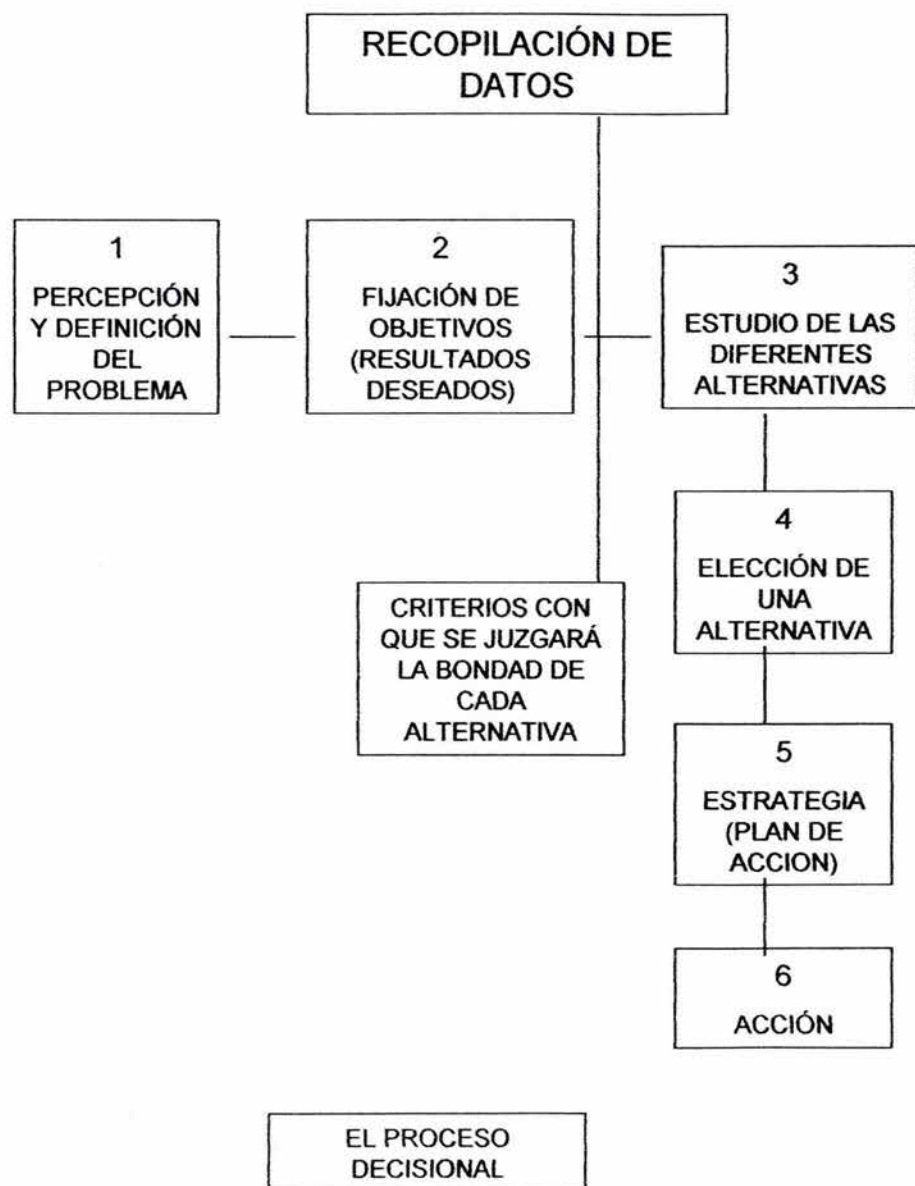 RECOPILACIÓN DE
DATOS
1
PERCEPCIÓN
Y DEFINICIÓN
DEL
PROBLEMA
2
FIJACIÓN DE
OBJETIVOS
(RESULTADOS
DESEADOS)
3
ESTUDIO DE LAS
DIFERENTES
ALTERNATIVAS
4
ELECCIÓN DE
UNA
ALTERNATIVA
CRITERIOS CON
QUE SE JUZGARÁ
LA BONDAD DE
CADA
ALTERNATIVA
5
ESTRATEGIA
(PLAN DE
ACCION)
6
ACCIÓN
EL PROCESO
DECISIONAL